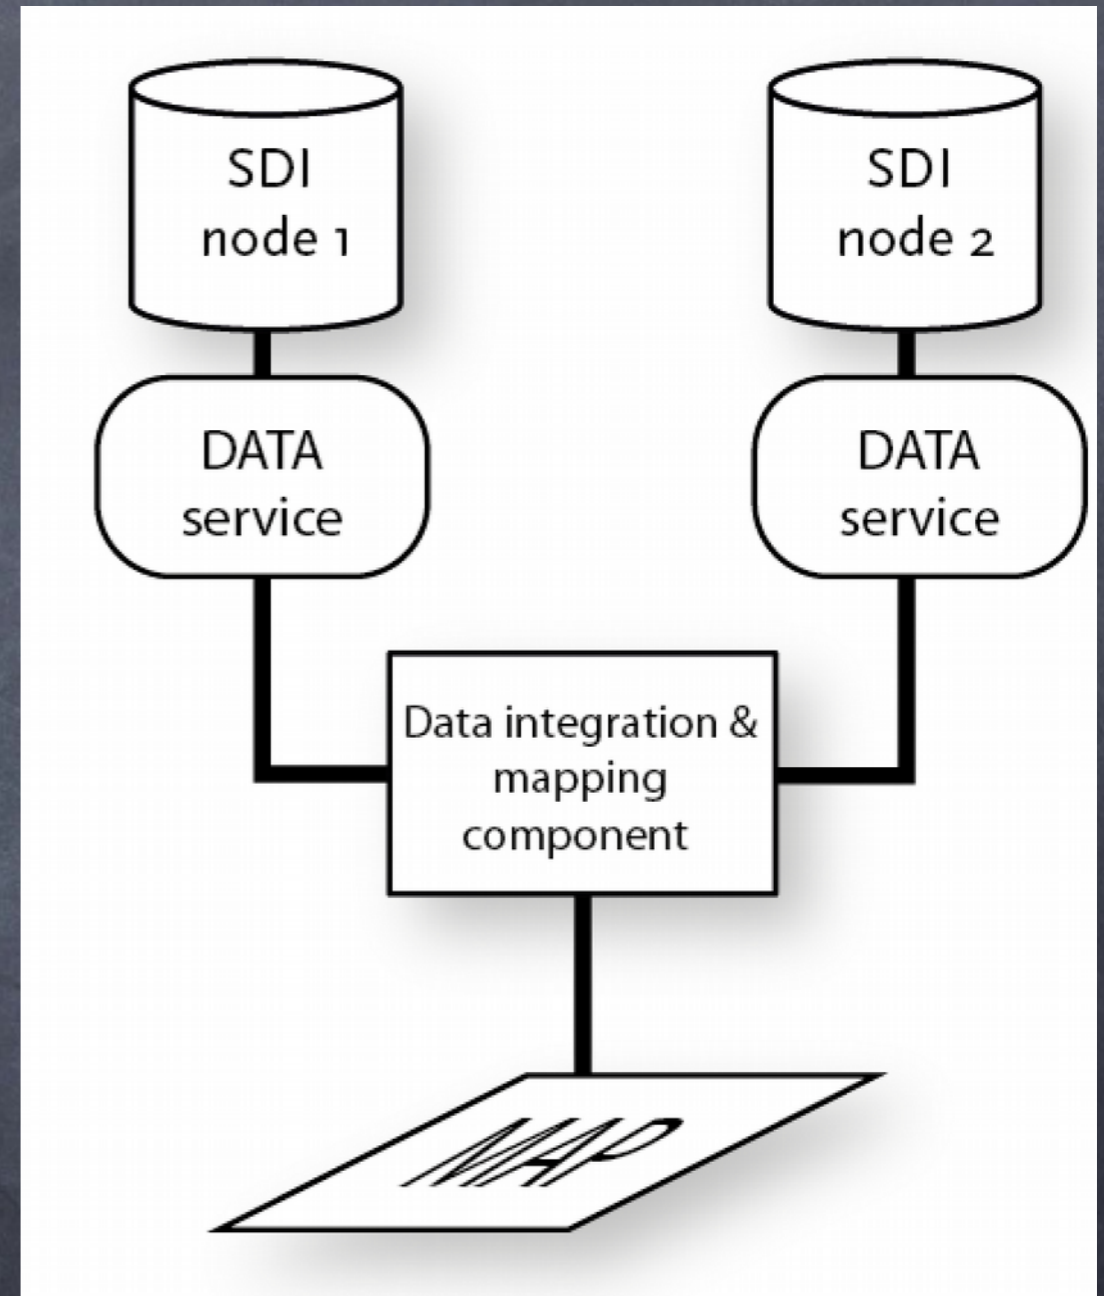 SDI
node 1
SDI
node 2
DATA
service
DATA
service
Data integration &
mapping
component
MAP